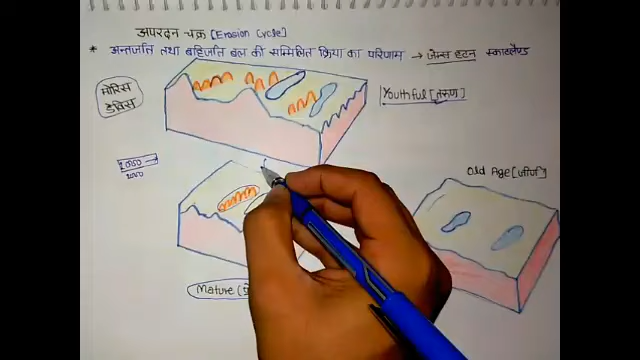 अपरदन चक्र [Erosion Cycle]
* अन्तर्जात तथा बहिर्जात बल की सम्मिलित क्रिया का परिणाम → जेम्स हटन स्काटलैण्ड
मोरिस
डेविस
Youthful [तरुण]
Old Age [जीर्ण]
Mature